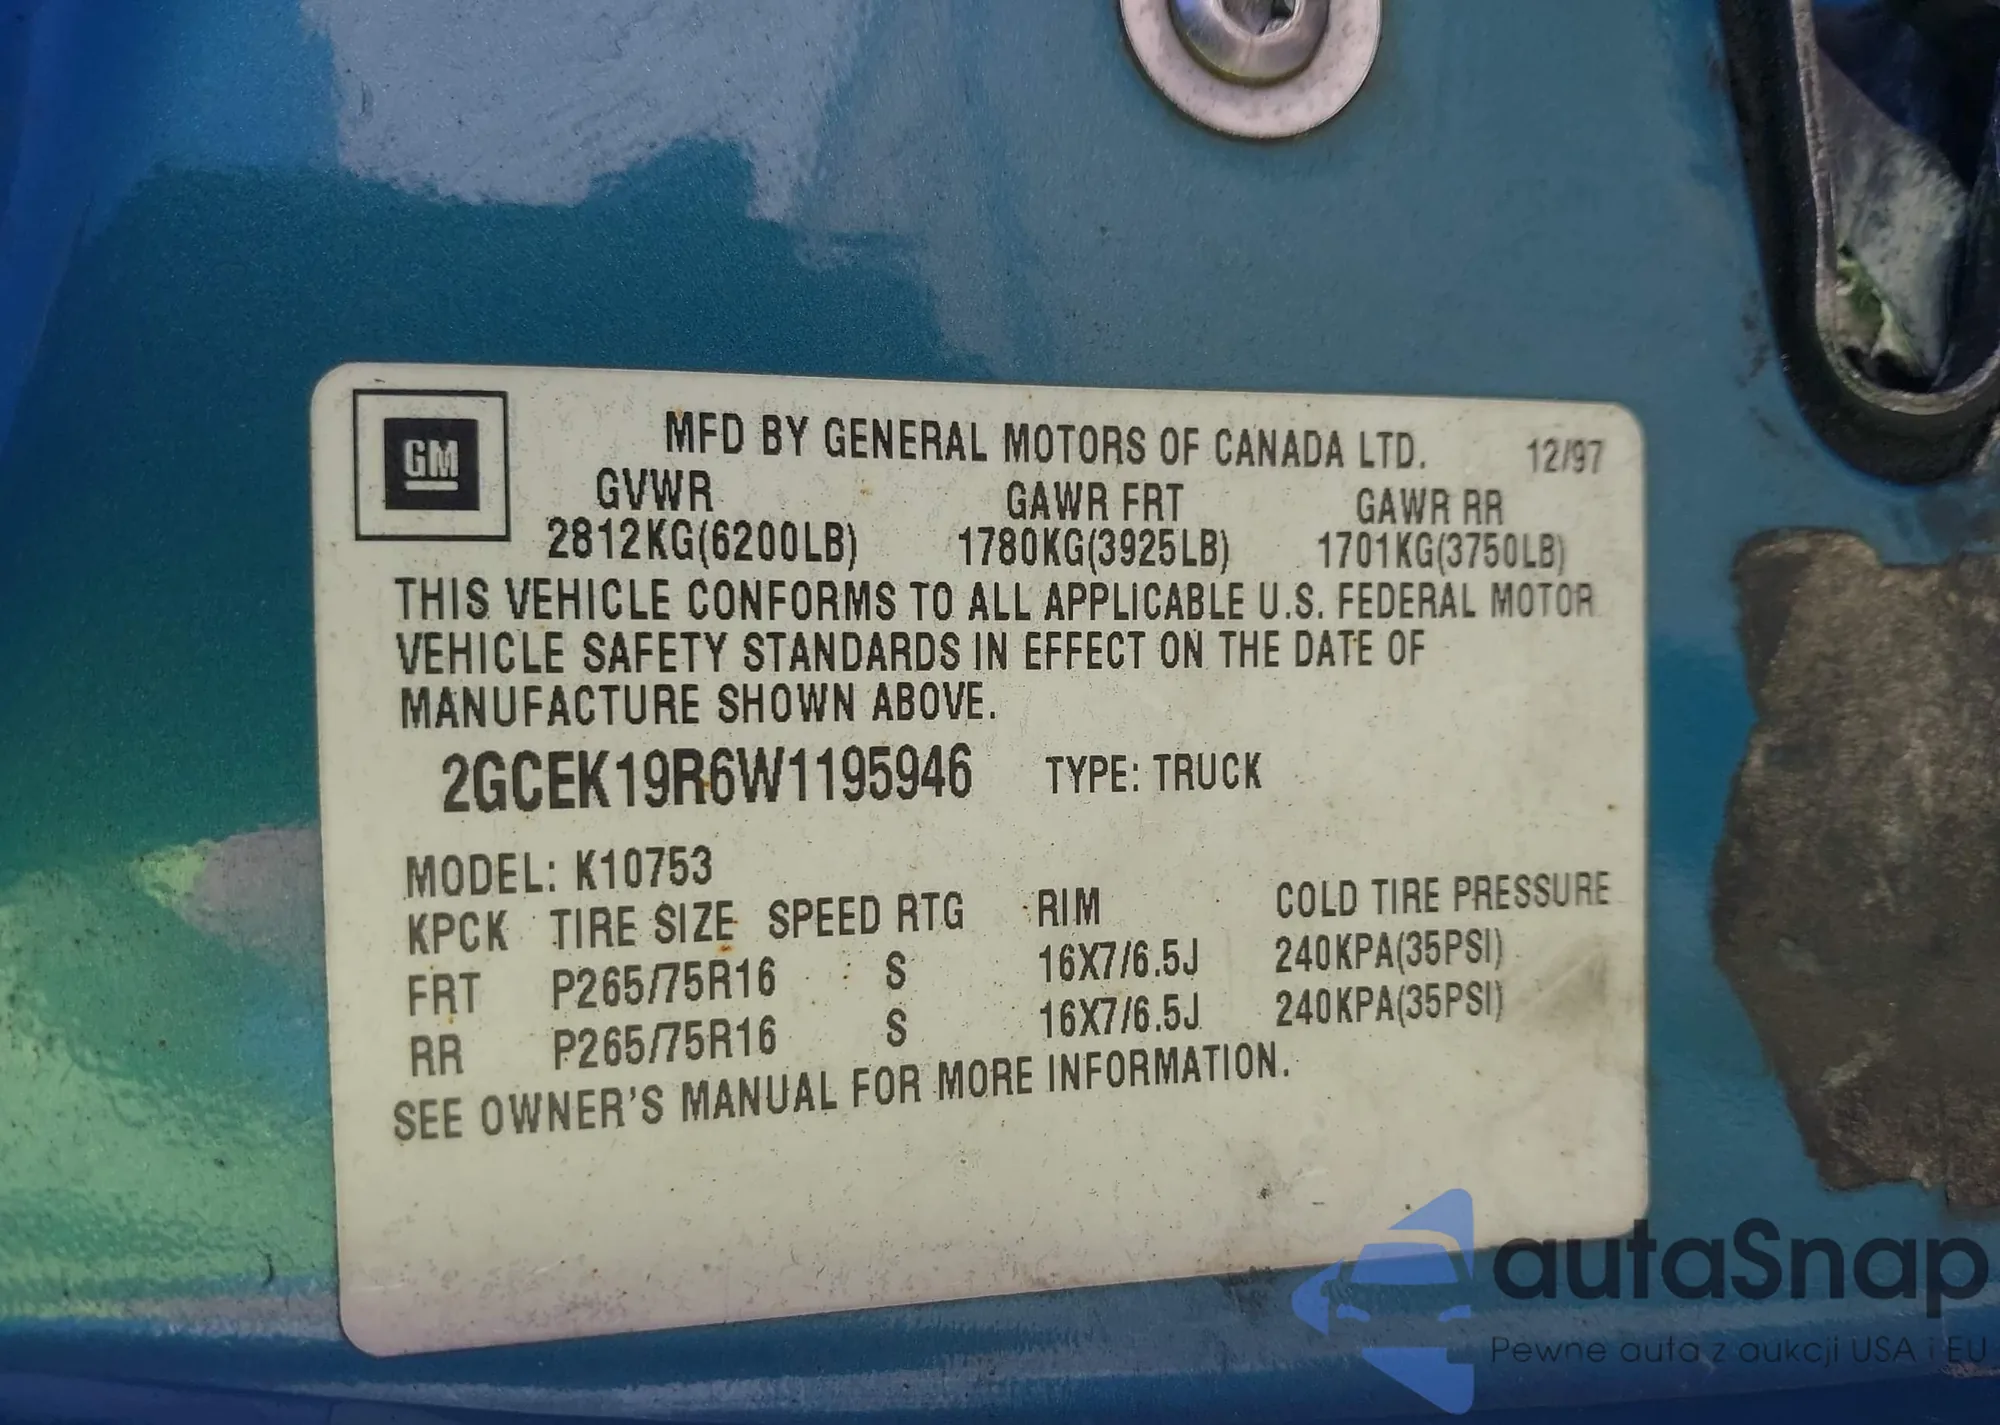 GM
MFD BY GENERAL MOTORS OF CANADA LTD. 12/97
GVWR GAWR FRT GAWR RR
2812KG(6200LB) 1780KG(3925LB) 1701KG(3750LB)
THIS VEHICLE CONFORMS TO ALL APPLICABLE U.S. FEDERAL MOTOR
VEHICLE SAFETY STANDARDS IN EFFECT ON THE DATE OF
MANUFACTURE SHOWN ABOVE.
2GCEK19R6W1195946 TYPE: TRUCK
MODEL: K10753
KPCK TIRE SIZE SPEED RTG RIM COLD TIRE PRESSURE
FRT P265/75R16 S 16X7/6.5J 240KPA(35PSI)
RR P265/75R16 S 16X7/6.5J 240KPA(35PSI)
SEE OWNER'S MANUAL FOR MORE INFORMATION.
autaSnap
Pewne auta z aukcji USA i EU